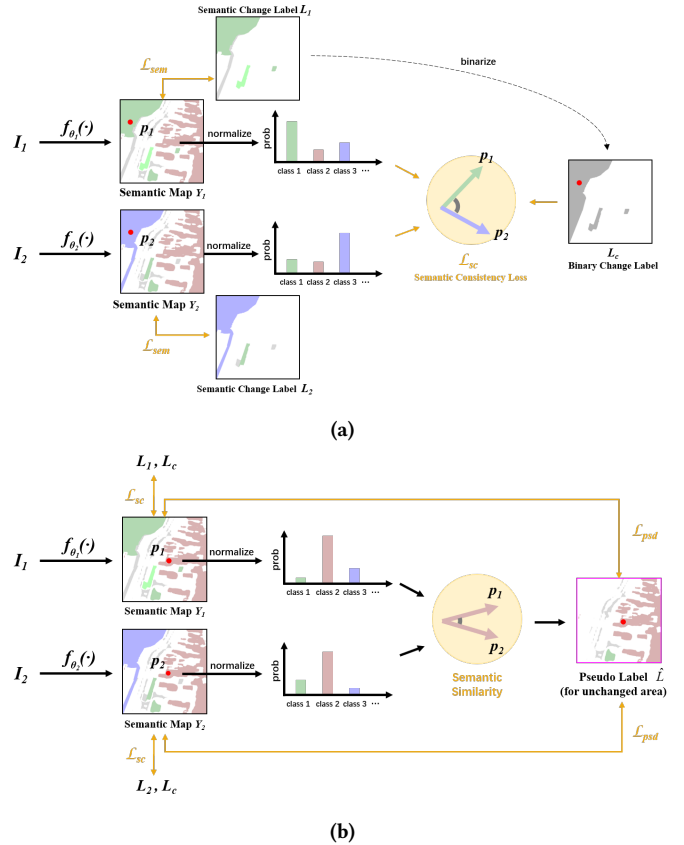 Semantic Change Label L₁
ℒsem
binarize
I₁
fθ₁(·)
p₁
normalize
prob
class 1 class 2 class 3 ···
Semantic Map Y₁
p₁
p₂
ℒsc
Semantic Consistency Loss
Lc
Binary Change Label
I₂
fθ₂(·)
p₂
normalize
prob
class 1 class 2 class 3 ···
Semantic Map Y₂
ℒsem
Semantic Change Label L₂
(a)
L₁ , Lc
ℒsc
I₁
fθ₁(·)
p₁
normalize
prob
class 1 class 2 class 3 ···
Semantic Map Y₁
ℒpsd
p₁
p₂
Semantic
Similarity
Pseudo Label L̂
(for unchanged area)
I₂
fθ₂(·)
p₂
normalize
prob
class 1 class 2 class 3 ···
Semantic Map Y₂
ℒsc
ℒpsd
L₂ , Lc
(b)